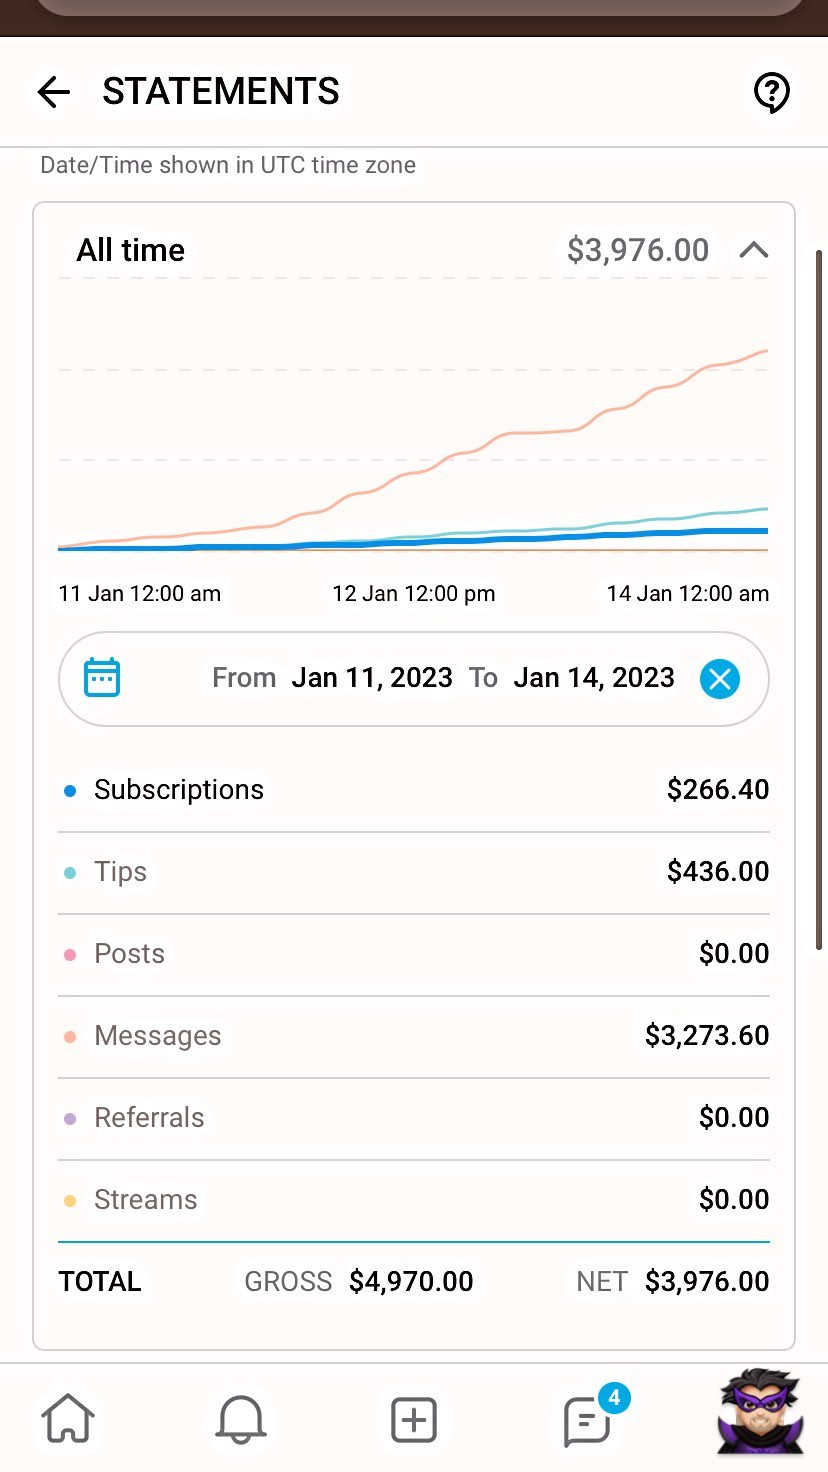 STATEMENTS
Date/Time shown in UTC time zone
All time $3,976.00
11 Jan 12:00 am 12 Jan 12:00 pm 14 Jan 12:00 am
From Jan 11, 2023 To Jan 14, 2023
Subscriptions $266.40
Tips $436.00
Posts $0.00
Messages $3,273.60
Referrals $0.00
Streams $0.00
TOTAL GROSS $4,970.00 NET $3,976.00
4